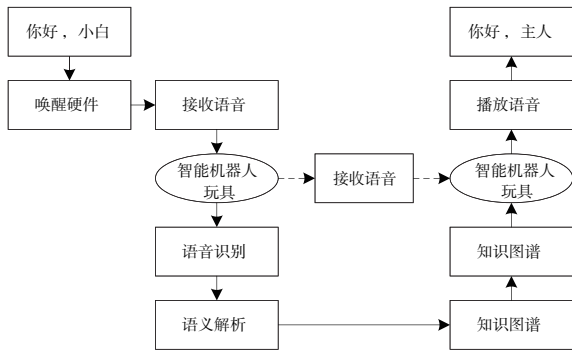 你好，小白
你好，主人
唤醒硬件
接收语音
播放语音
智能机器人
玩具
接收语音
智能机器人
玩具
语音识别
知识图谱
语义解析
知识图谱